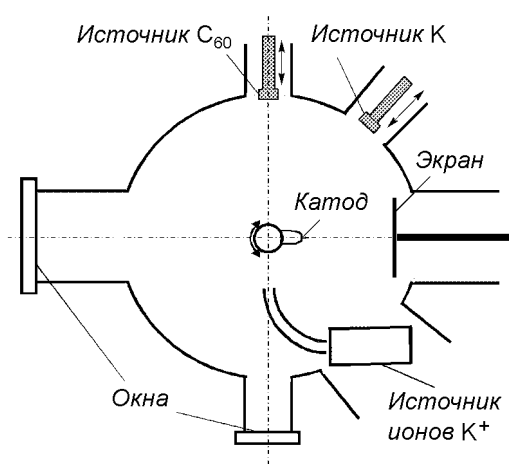 Источник C₆₀
Источник K
Экран
Катод
Окна
Источник
ионов K⁺